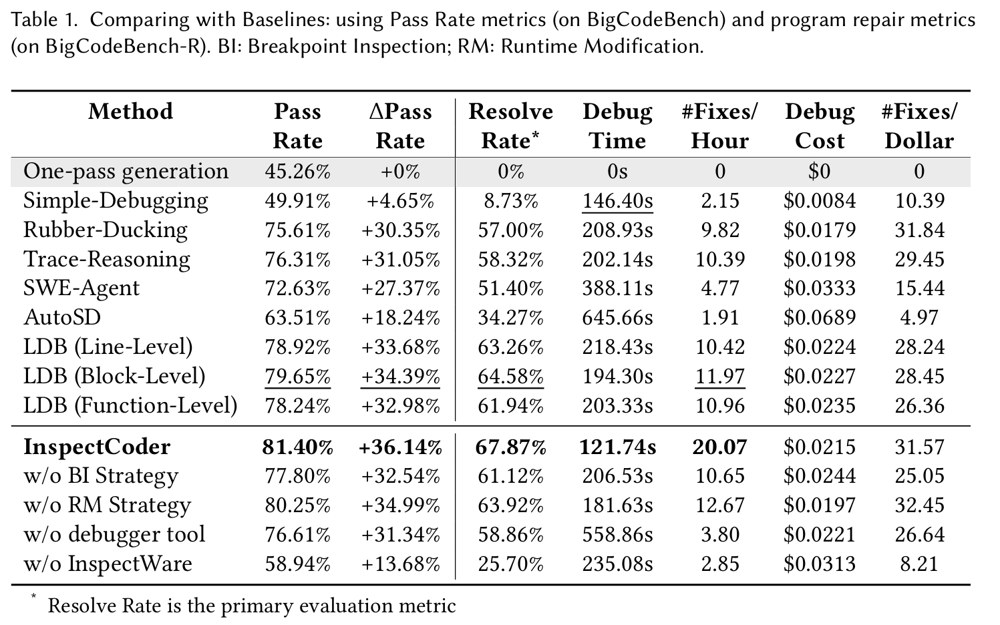 Table 1. Comparing with Baselines: using Pass Rate metrics (on BigCodeBench) and program repair metrics
(on BigCodeBench-R). BI: Breakpoint Inspection; RM: Runtime Modification.
Method Pass Rate ΔPass Rate Resolve Rate* Debug Time #Fixes/Hour Debug Cost #Fixes/Dollar
One-pass generation 45.26% +0% 0% 0s 0 $0 0
Simple-Debugging 49.91% +4.65% 8.73% 146.40s 2.15 $0.0084 10.39
Rubber-Ducking 75.61% +30.35% 57.00% 208.93s 9.82 $0.0179 31.84
Trace-Reasoning 76.31% +31.05% 58.32% 202.14s 10.39 $0.0198 29.45
SWE-Agent 72.63% +27.37% 51.40% 388.11s 4.77 $0.0333 15.44
AutoSD 63.51% +18.24% 34.27% 645.66s 1.91 $0.0689 4.97
LDB (Line-Level) 78.92% +33.68% 63.26% 218.43s 10.42 $0.0224 28.24
LDB (Block-Level) 79.65% +34.39% 64.58% 194.30s 11.97 $0.0227 28.45
LDB (Function-Level) 78.24% +32.98% 61.94% 203.33s 10.96 $0.0235 26.36
InspectCoder 81.40% +36.14% 67.87% 121.74s 20.07 $0.0215 31.57
w/o BI Strategy 77.80% +32.54% 61.12% 206.53s 10.65 $0.0244 25.05
w/o RM Strategy 80.25% +34.99% 63.92% 181.63s 12.67 $0.0197 32.45
w/o debugger tool 76.61% +31.34% 58.86% 558.86s 3.80 $0.0221 26.64
w/o InspectWare 58.94% +13.68% 25.70% 235.08s 2.85 $0.0313 8.21
* Resolve Rate is the primary evaluation metric